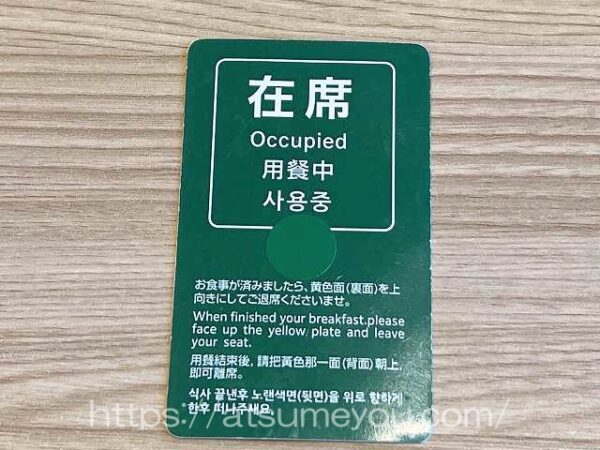 在席
Occupied
用餐中
사용중
お食事が済みましたら、黄色面(裏面)を上
向きにしてご退席くださいませ。
When finished your breakfast.please
face up the yellow plate and leave
your seat.
用餐結束後，請把黃色那一面(背面)朝上，
即可離席。
식사 끝낸후 노랜색면(뒷면)을 위로 향하게
한후 떠나주세요.
https://atsumeyou.com/